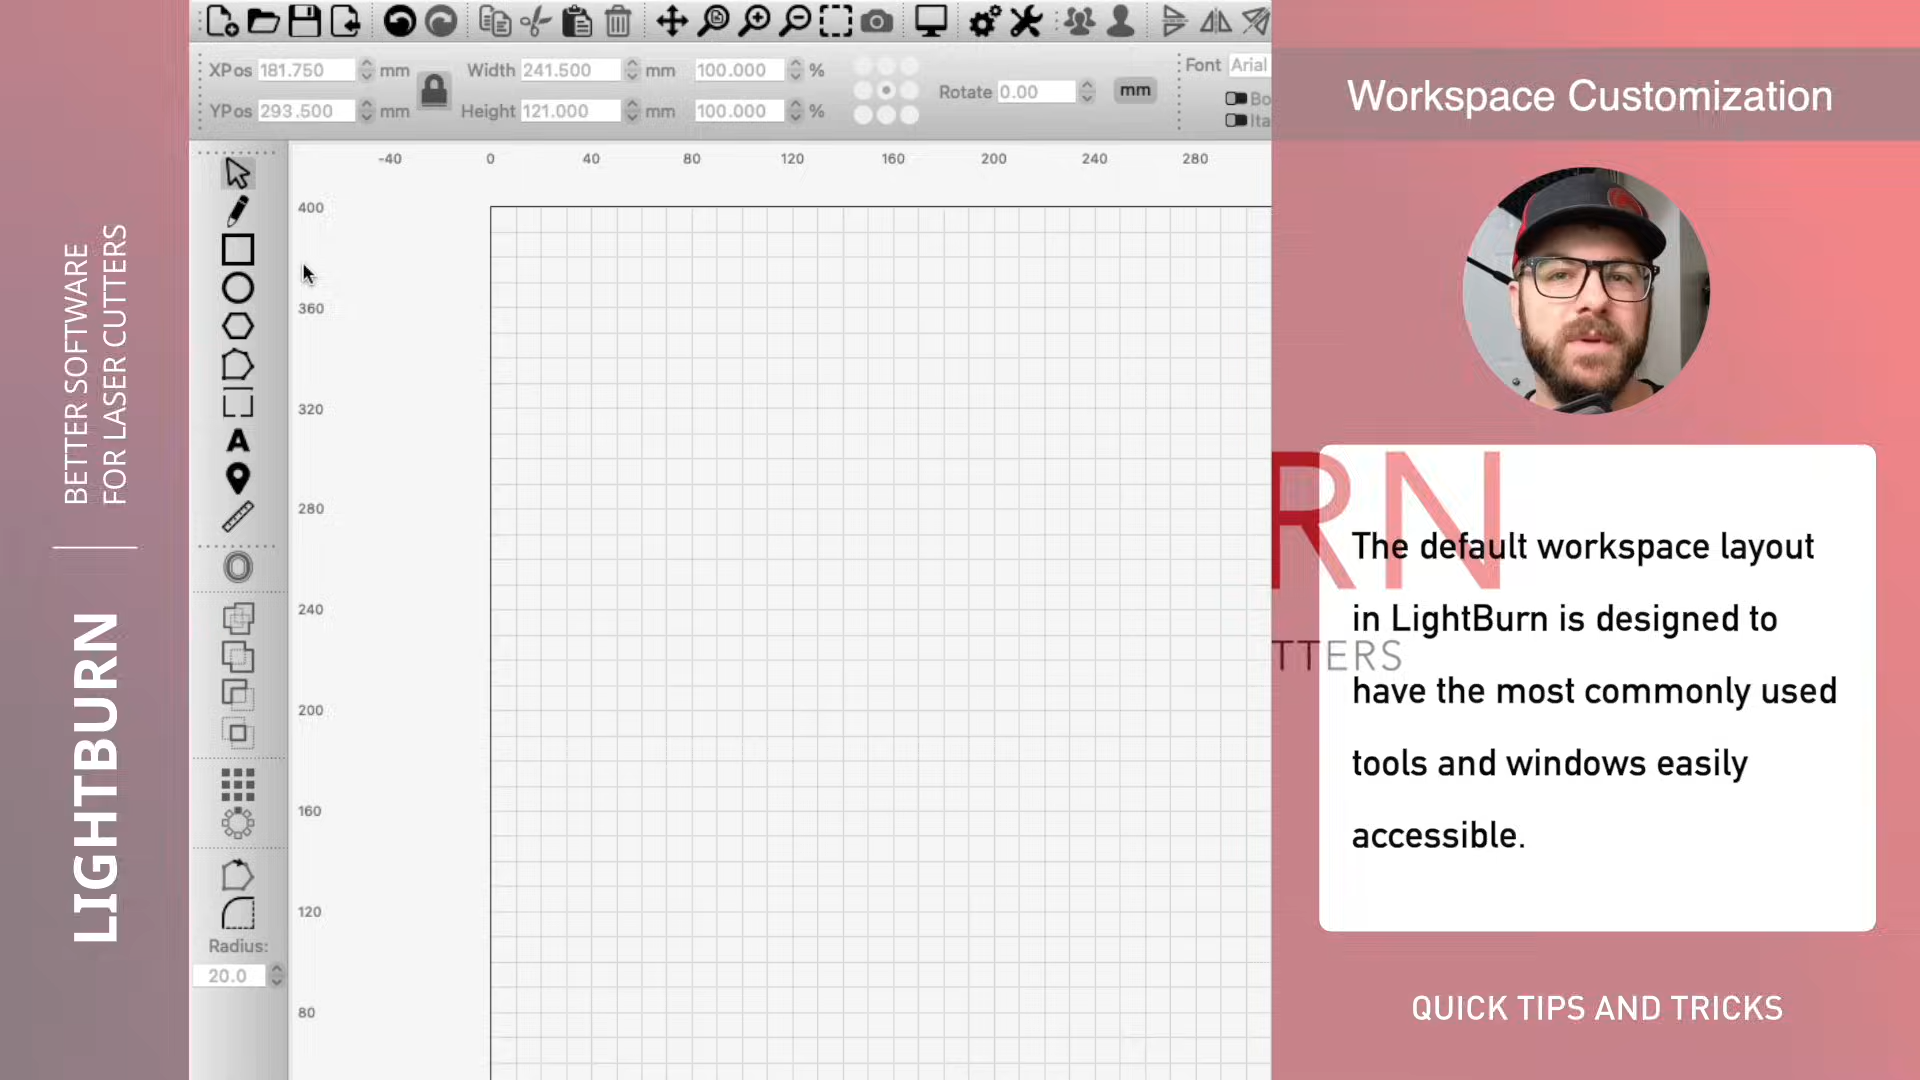 BETTER SOFTWARE
FOR LASER CUTTERS
LIGHTBURN
XPos 181.750 mm
YPos 293.500 mm
Width 241.500 mm 100.000 %
Height 121.000 mm 100.000 %
Rotate 0.00 mm
Font Arial
Bo
Ita
-40 0 40 80 120 160 200 240 280
400
360
320
280
240
200
160
120
80
A
Radius:
20.0
Workspace Customization
RN
TTERS
The default workspace layout
in LightBurn is designed to
have the most commonly used
tools and windows easily
accessible.
QUICK TIPS AND TRICKS